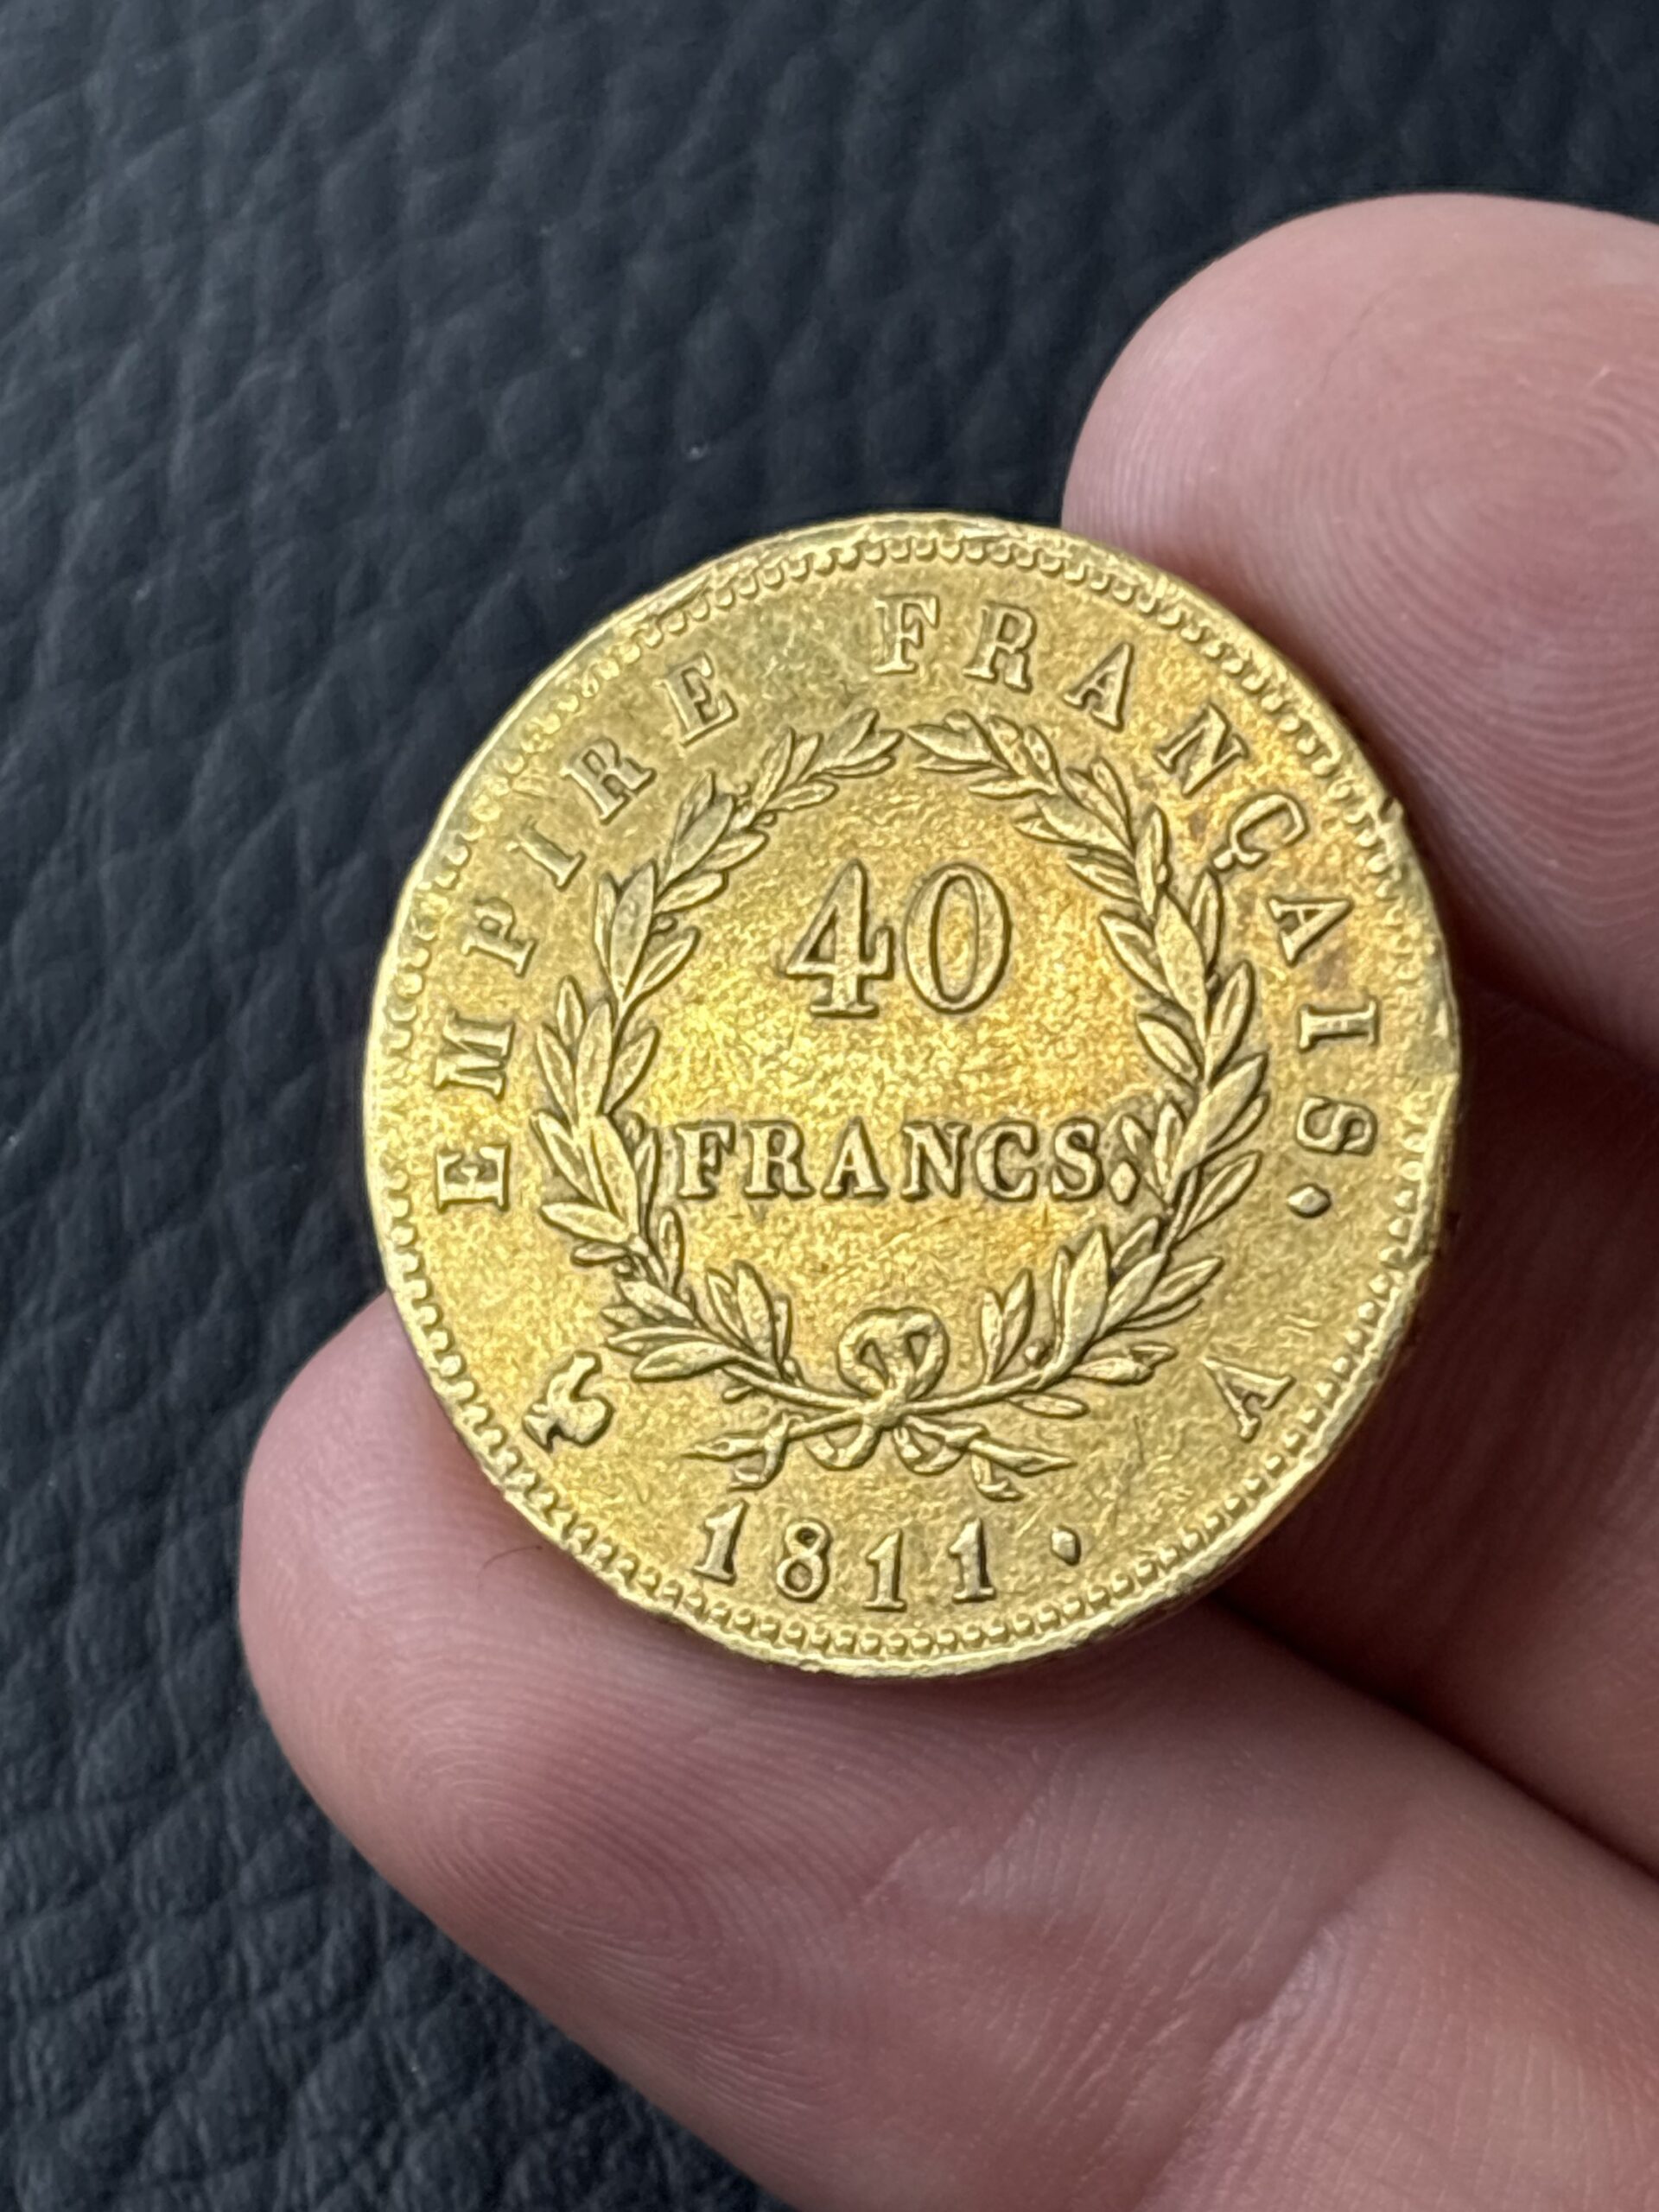 EMPIRE FRANÇAIS.
40
FRANCS.
1811.
A